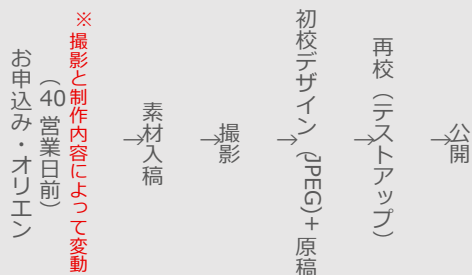 お申込み・オリエン
（40営業日前）
※撮影と制作内容によって変動
→
素材入稿
→
撮影
→
初校デザイン（JPEG)＋原稿
→
再校（テストアップ）
→
公開